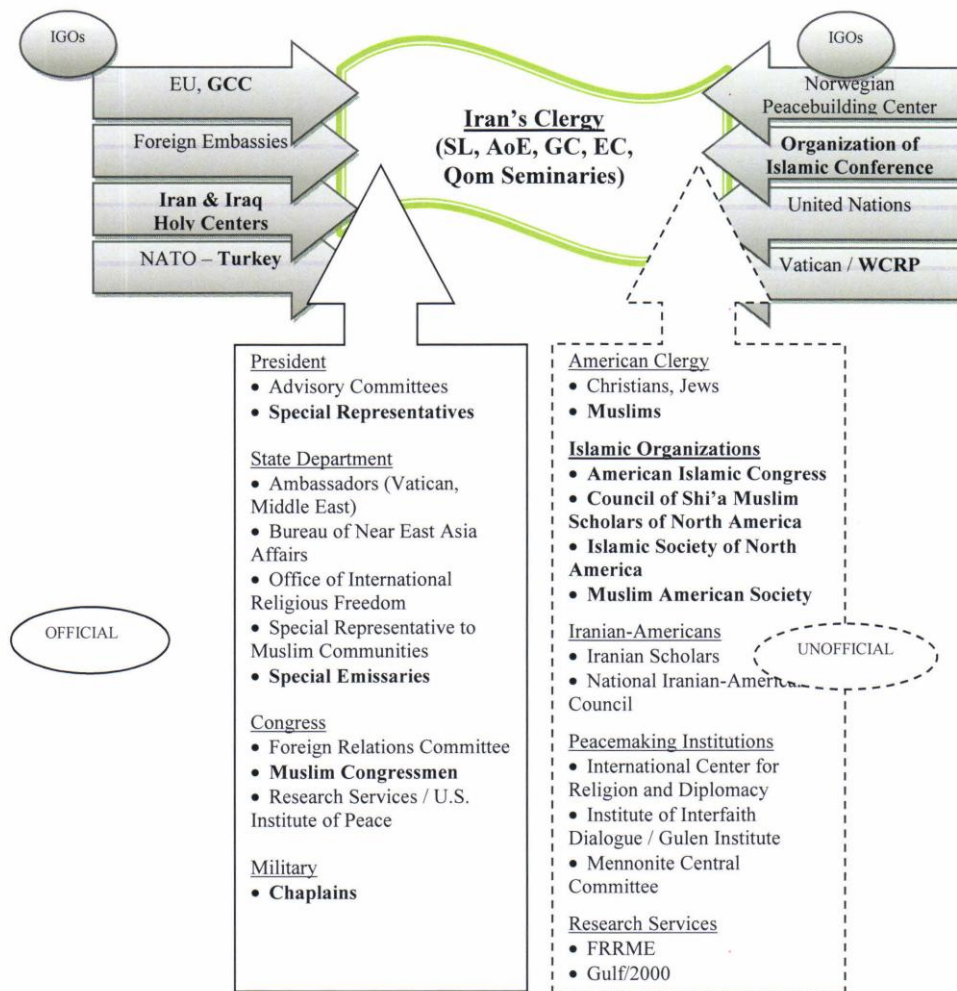 IGOs
EU, GCC
Foreign Embassies
Iran & Iraq
Holv Centers
NATO – Turkey
Iran's Clergy
(SL, AoE, GC, EC,
Qom Seminaries)
IGOs
Norwegian
Peacebuilding Center
Organization of
Islamic Conference
United Nations
Vatican / WCRP
OFFICIAL
President
• Advisory Committees
• Special Representatives
State Department
• Ambassadors (Vatican,
Middle East)
• Bureau of Near East Asia
Affairs
• Office of International
Religious Freedom
• Special Representative to
Muslim Communities
• Special Emissaries
Congress
• Foreign Relations Committee
• Muslim Congressmen
• Research Services / U.S.
Institute of Peace
Military
• Chaplains
American Clergy
• Christians, Jews
• Muslims
Islamic Organizations
• American Islamic Congress
• Council of Shi'a Muslim
Scholars of North America
• Islamic Society of North
America
• Muslim American Society
Iranian-Americans
• Iranian Scholars
• National Iranian-American
Council
Peacemaking Institutions
• International Center for
Religion and Diplomacy
• Institute of Interfaith
Dialogue / Gulen Institute
• Mennonite Central
Committee
Research Services
• FRRME
• Gulf/2000
UNOFFICIAL